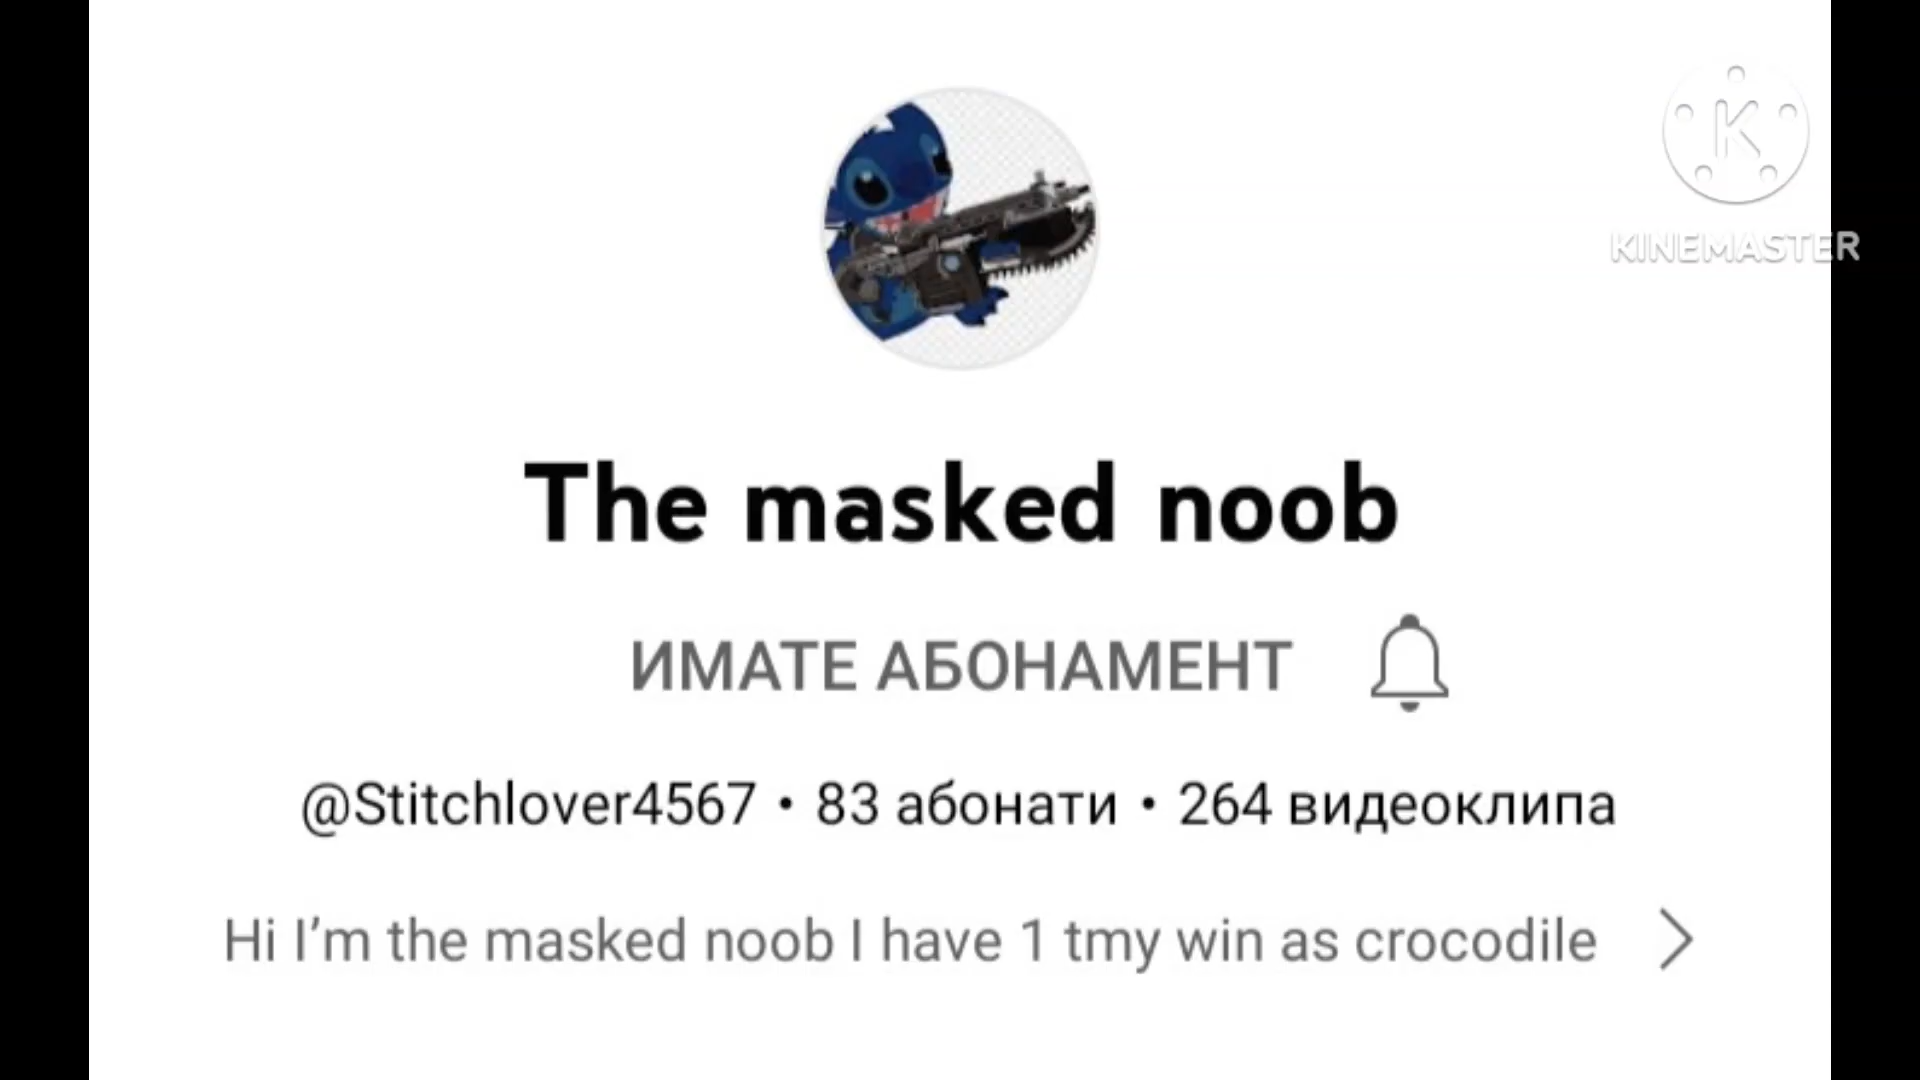 K
KINEMASTER
The masked noob
ИМАТЕ АБОНАМЕНТ
@Stitchlover4567 • 83 абонати • 264 видеоклипа
Hi I’m the masked noob I have 1 tmy win as crocodile